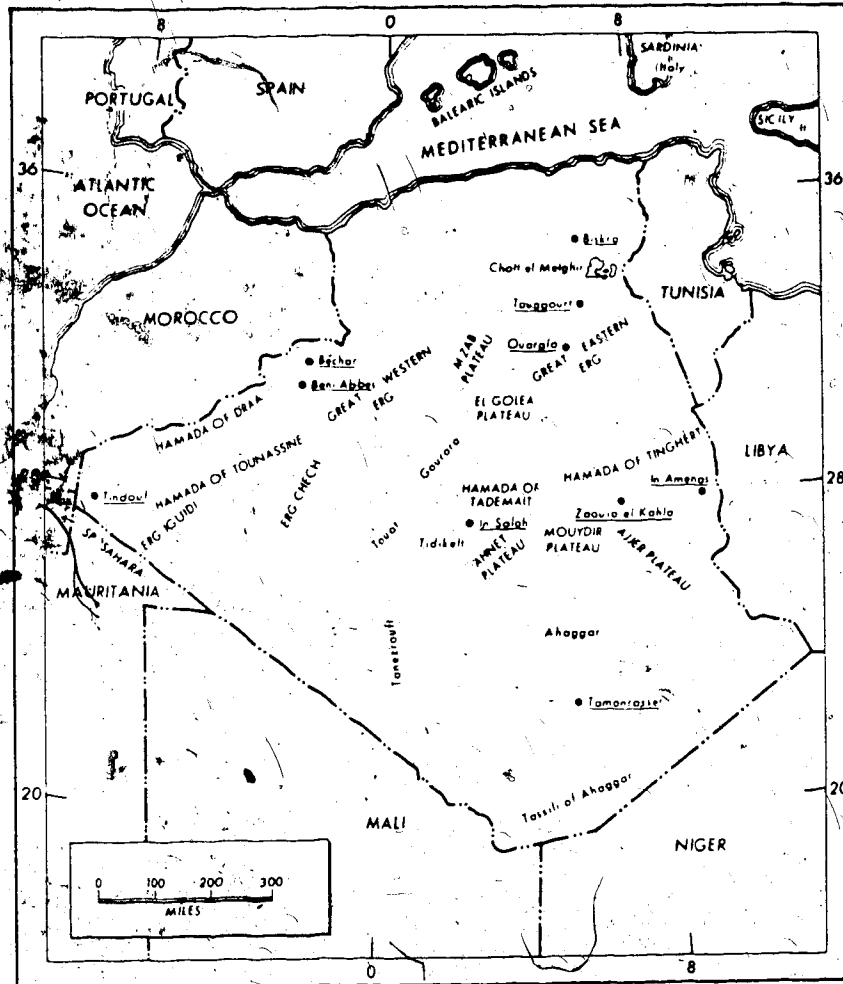 8
0
8
PORTUGAL
SPAIN
BALEARIC ISLANDS
SARDINIA
(Italy
SICILY
MEDITERRANEAN SEA
36
36
ATLANTIC
OCEAN
Biskra
Chott el Melghir
MOROCCO
Touggourt
TUNISIA
Ouargla
Béchar
Beni Abbes
GREAT WESTERN
ERG
MZAB
PLATEAU
GREAT EASTERN
ERG
EL GOLEA
PLATEAU
HAMADA OF DRAA
HAMADA OF TOUNASSINE
Gourara
HAMADA OF TINGHERT
LIBYA
28
28
Tindouf
ERG IGUIDI
ERG CHECH
HAMADA OF
TADEMAIT
In Amenas
Zaouia el Kahla
In Salah
Touat
Tidikelt
AHNET
PLATEAU
MOUYDIR
PLATEAU
AJJER PLATEAU
SP. SAHARA
MAURITANIA
Tanezrouft
Ahaggar
Tamanrasset
20
20
Tassili of Ahaggar
MALI
NIGER
0 100 200 300
MILES
0
8